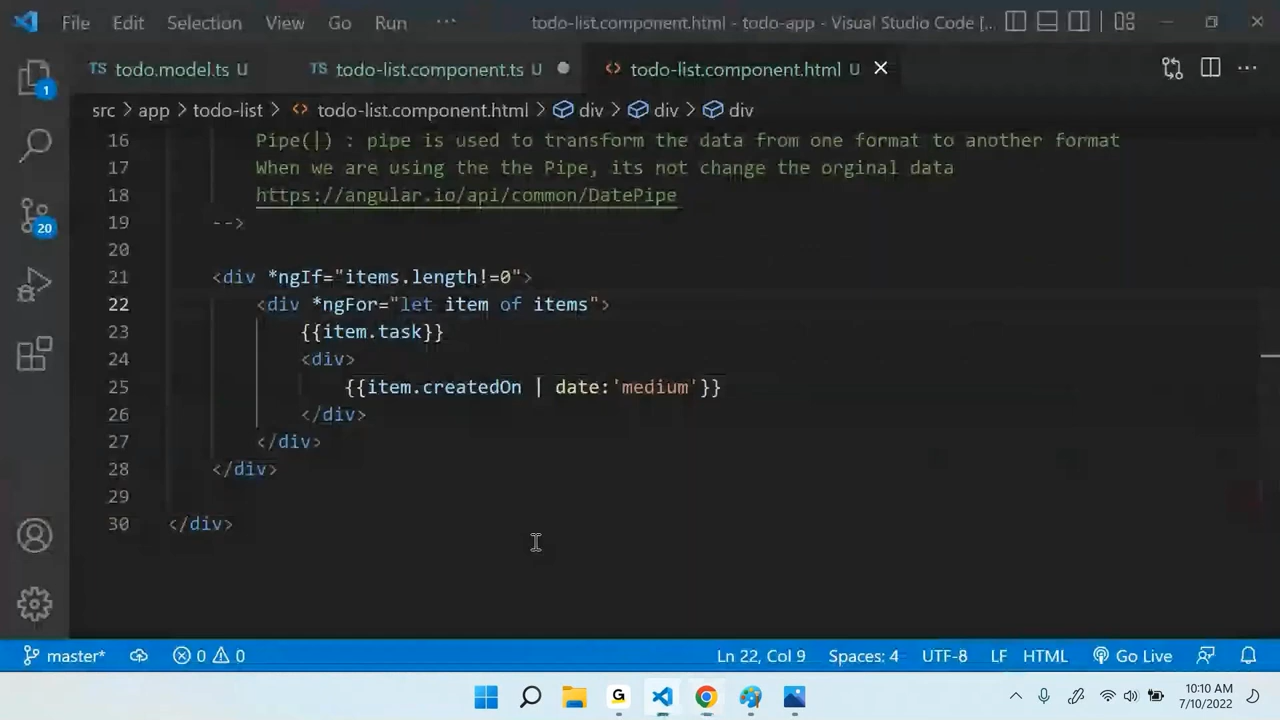 File Edit Selection View Go Run ··· todo-list.component.html - todo-app - Visual Studio Code [...
TS todo.model.ts U TS todo-list.component.ts U ● <> todo-list.component.html U ×
src > app > todo-list > <> todo-list.component.html > div > div > div
16 Pipe(|) : pipe is used to transform the data from one format to another format
17 When we are using the the Pipe, its not change the orginal data
18 https://angular.io/api/common/DatePipe
19 -->
20
21 <div *ngIf="items.length!=0">
22 <div *ngFor="let item of items">
23 {{item.task}}
24 <div>
25 {{item.createdOn | date:'medium'}}
26 </div>
27 </div>
28 </div>
29
30 </div>
1
20
master* 0 0 Ln 22, Col 9 Spaces: 4 UTF-8 LF HTML Go Live
G
10:10 AM
7/10/2022